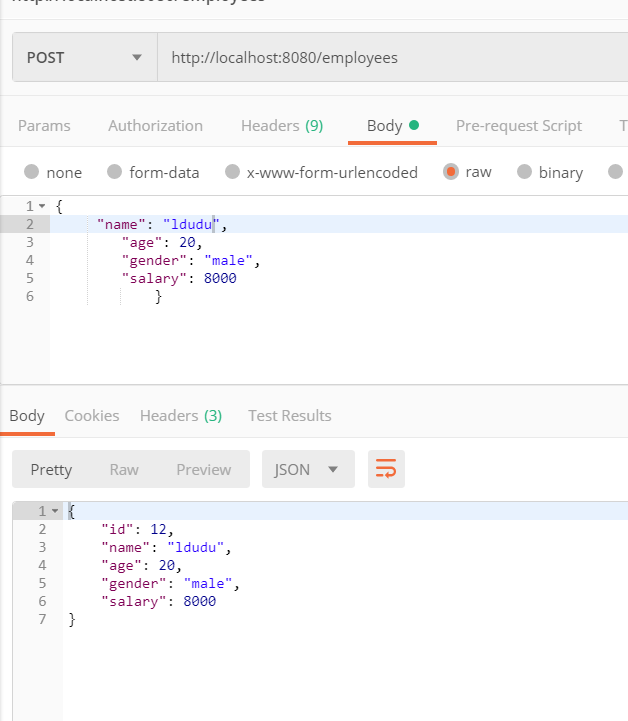 POST http://localhost:8080/employees
Params Authorization Headers (9) Body Pre-request Script
none form-data x-www-form-urlencoded raw binary
1 {
2 "name": "ldudu",
3 "age": 20,
4 "gender": "male",
5 "salary": 8000
6 }
Body Cookies Headers (3) Test Results
Pretty Raw Preview JSON
1 {
2 "id": 12,
3 "name": "ldudu",
4 "age": 20,
5 "gender": "male",
6 "salary": 8000
7 }